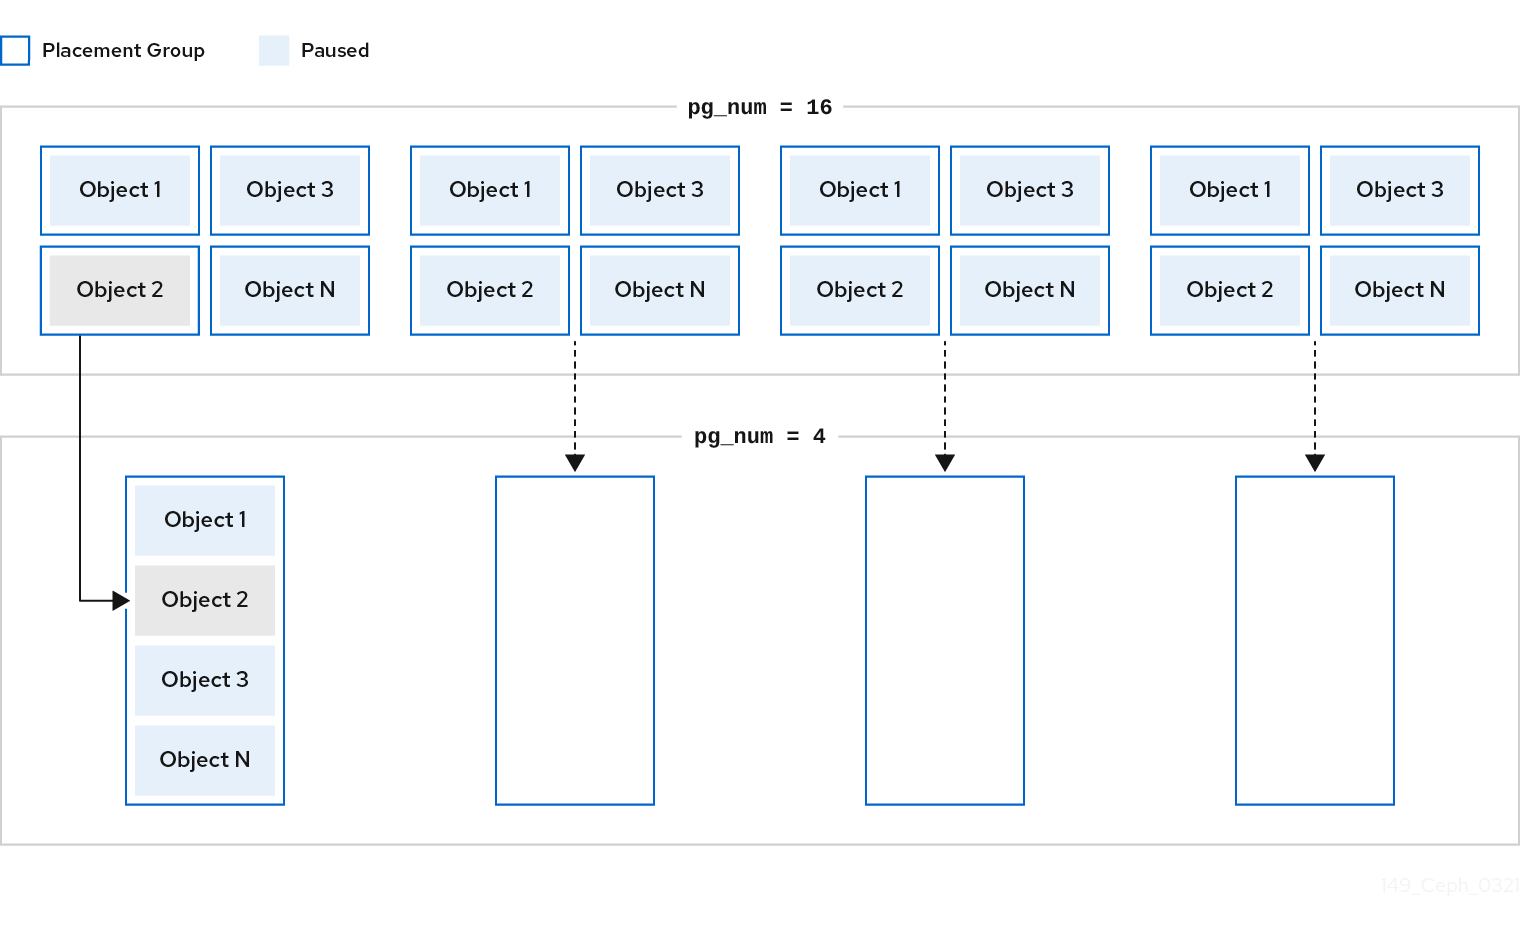 Placement Group Paused
pg_num = 16
Object 1 Object 3 Object 1 Object 3 Object 1 Object 3 Object 1 Object 3
Object 2 Object N Object 2 Object N Object 2 Object N Object 2 Object N
pg_num = 4
Object 1
Object 2
Object 3
Object N
149_Ceph_0321